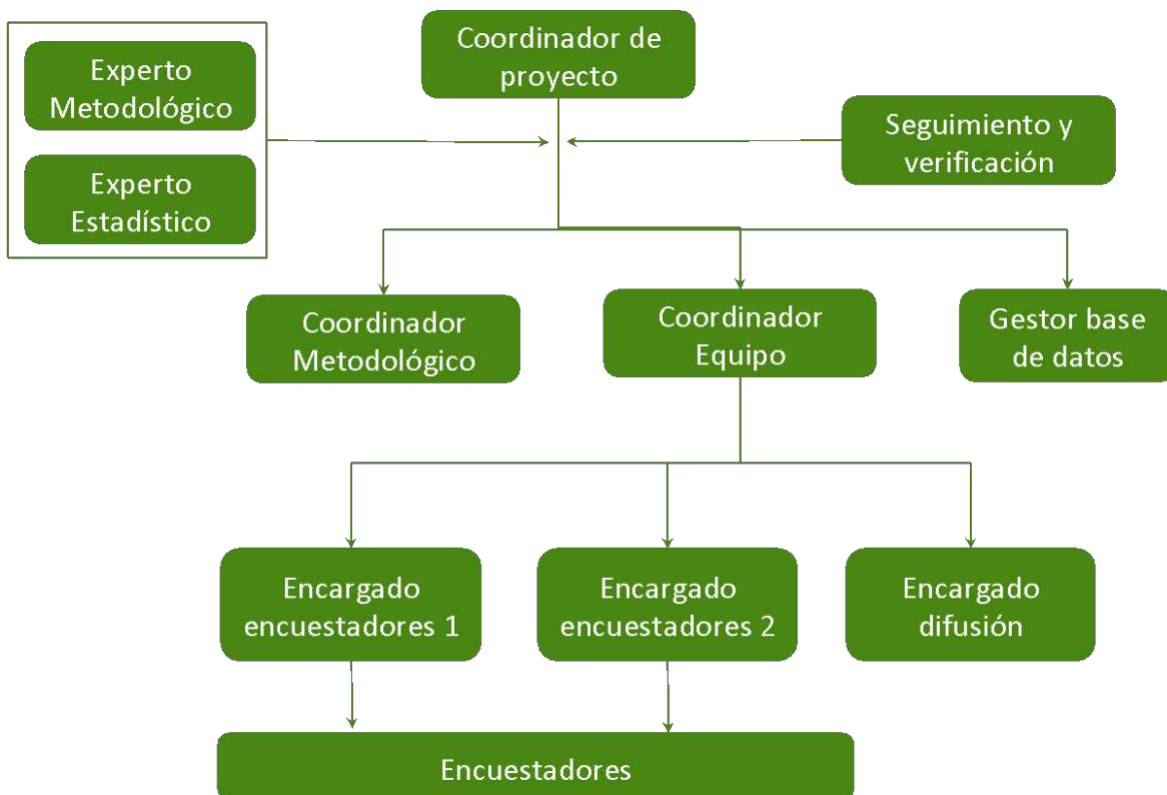 Coordinador de
proyecto
Experto
Metodológico
Experto
Estadístico
Seguimiento y
verificación
Coordinador
Metodológico
Coordinador
Equipo
Gestor base
de datos
Encargado
encuestadores 1
Encargado
encuestadores 2
Encargado
difusión
Encuestadores